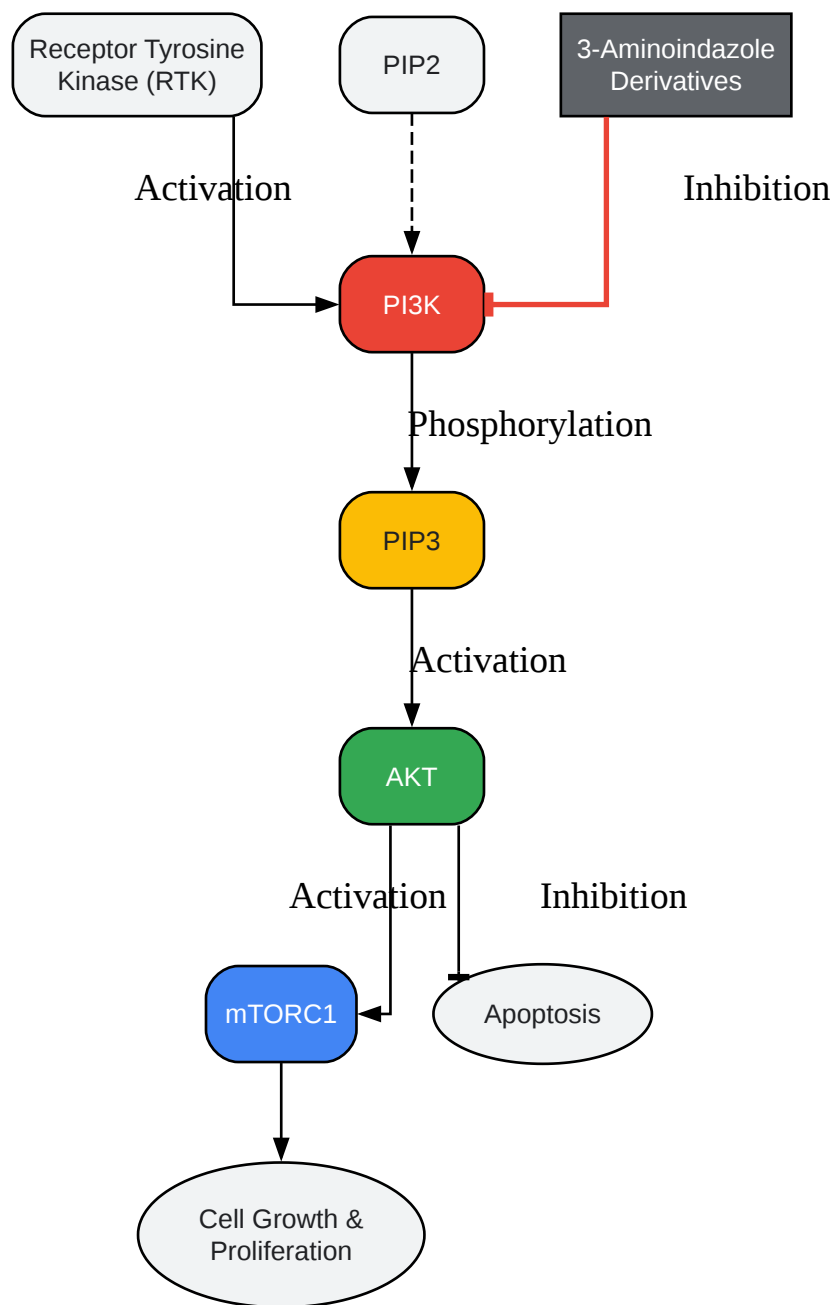 Receptor Tyrosine
Kinase (RTK)
PIP2
3-Aminoindazole
Derivatives
Activation
Inhibition
PI3K
Phosphorylation
PIP3
Activation
AKT
Activation
Inhibition
mTORC1
Apoptosis
Cell Growth &
Proliferation